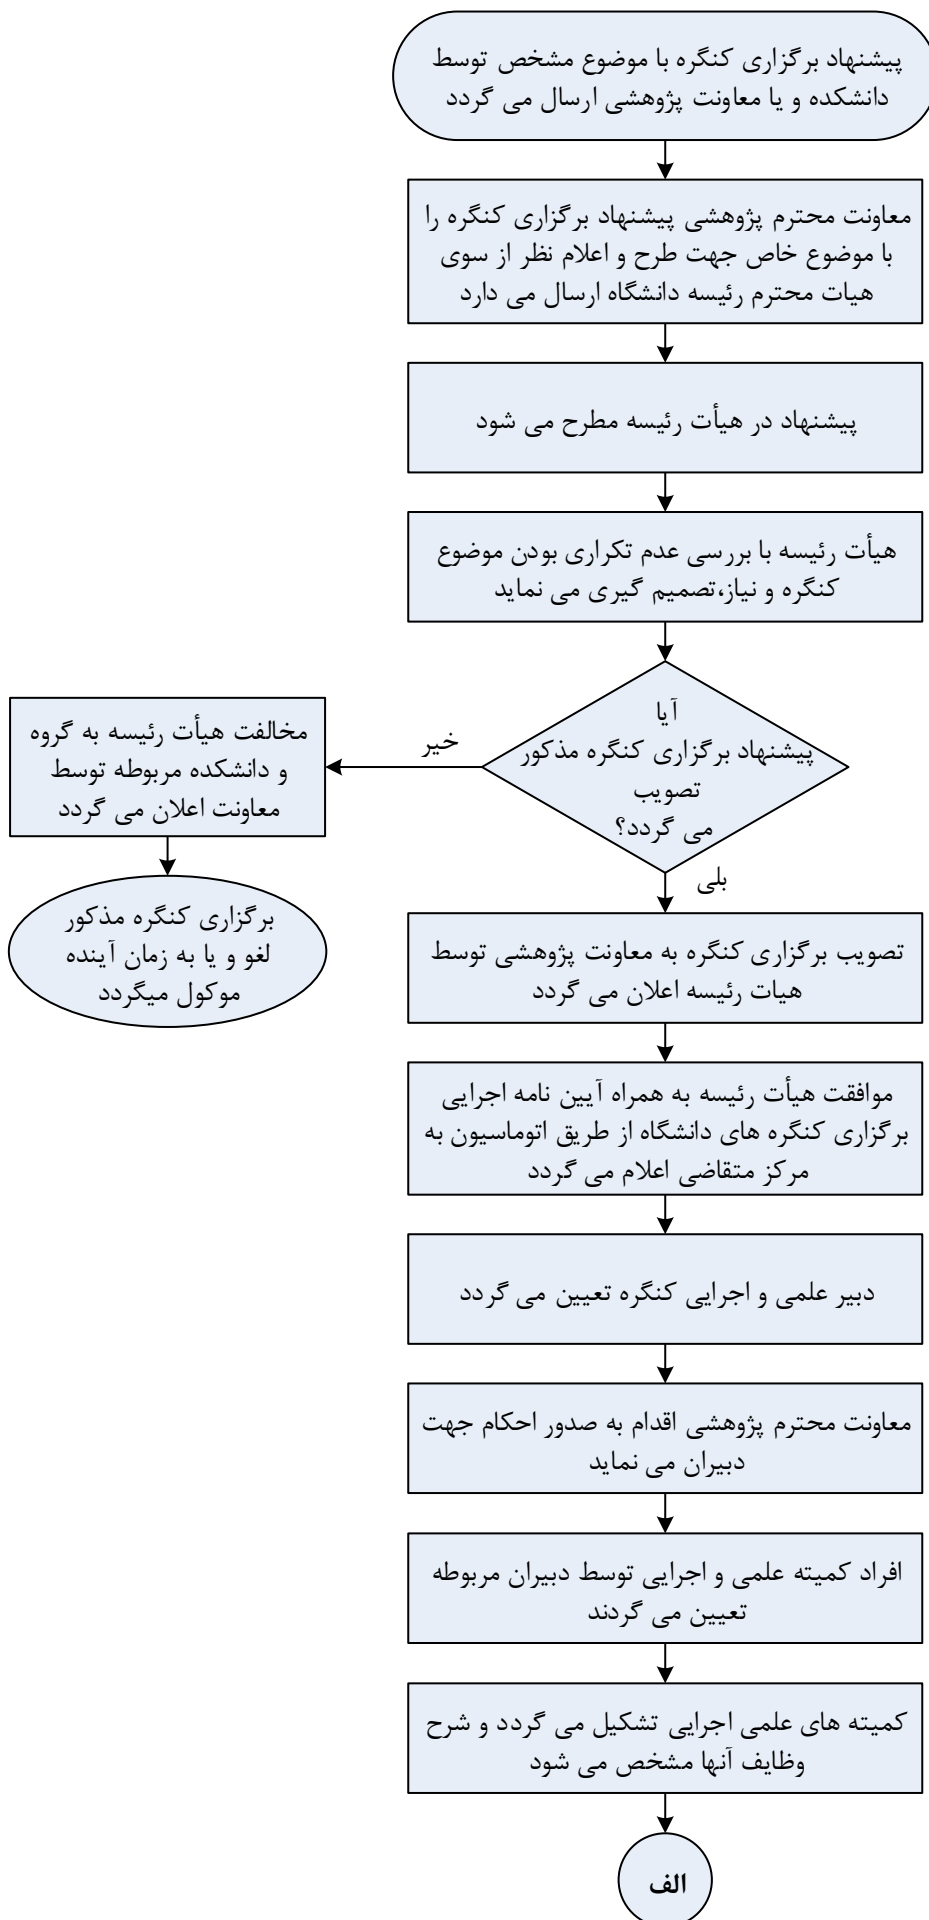 پیشنهاد برگزاری کنگره با موضوع مشخص توسط
دانشکده و یا معاونت پژوهشی ارسال می گردد
معاونت محترم پژوهشی پیشنهاد برگزاری کنگره را
با موضوع خاص جهت طرح و اعلام نظر از سوی
هیات محترم رئیسه دانشگاه ارسال می دارد
پیشنهاد در هیأت رئیسه مطرح می شود
هیأت رئیسه با بررسی عدم تکراری بودن موضوع
کنگره و نیاز،تصمیم گیری می نماید
آیا
پیشنهاد برگزاری کنگره مذکور
تصویب
می گردد؟
خیر
مخالفت هیأت رئیسه به گروه
و دانشکده مربوطه توسط
معاونت اعلان می گردد
برگزاری کنگره مذکور
لغو و یا به زمان آینده
موکول میگردد
بلی
تصویب برگزاری کنگره به معاونت پژوهشی توسط
هیات رئیسه اعلان می گردد
موافقت هیأت رئیسه به همراه آیین نامه اجرایی
برگزاری کنگره های دانشگاه از طریق اتوماسیون به
مرکز متقاضی اعلام می گردد
دبیر علمی و اجرایی کنگره تعیین می گردد
معاونت محترم پژوهشی اقدام به صدور احکام جهت
دبیران می نماید
افراد کمیته علمی و اجرایی توسط دبیران مربوطه
تعیین می گردند
کمیته های علمی اجرایی تشکیل می گردد و شرح
وظایف آنها مشخص می شود
الف